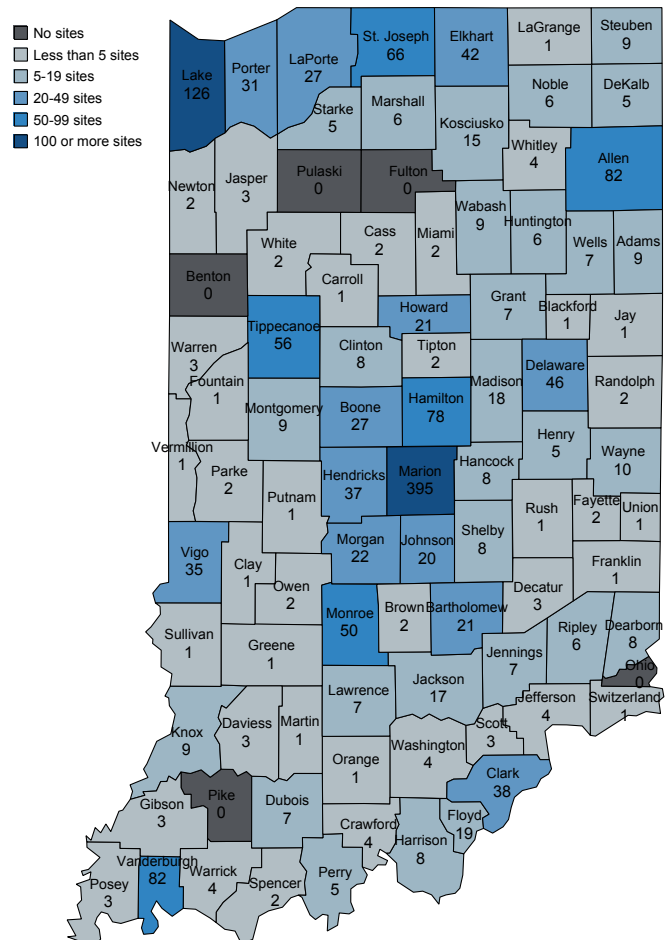 No sites
Less than 5 sites
5-19 sites
20-49 sites
50-99 sites
100 or more sites
Lake
126
Porter
31
LaPorte
27
St. Joseph
66
Elkhart
42
LaGrange
1
Steuben
9
Noble
6
DeKalb
5
Starke
5
Marshall
6
Kosciusko
15
Whitley
4
Allen
82
Newton
2
Jasper
3
Pulaski
0
Fulton
0
Wabash
9
Huntington
6
Wells
7
Adams
9
White
2
Cass
2
Miami
2
Benton
0
Carroll
1
Howard
21
Grant
7
Blackford
1
Jay
1
Tippecanoe
56
Warren
3
Clinton
8
Tipton
2
Madison
18
Delaware
46
Randolph
2
Fountain
1
Montgomery
9
Boone
27
Hamilton
78
Henry
5
Wayne
10
Vermillion
1
Parke
2
Putnam
1
Hendricks
37
Marion
395
Hancock
8
Rush
1
Fayette
2
Union
1
Vigo
35
Clay
1
Owen
2
Morgan
22
Johnson
20
Shelby
8
Franklin
1
Decatur
3
Sullivan
1
Greene
1
Monroe
50
Brown
2
Bartholomew
21
Jennings
7
Ripley
6
Dearborn
8
Ohio
0
Knox
9
Daviess
3
Martin
1
Lawrence
7
Jackson
17
Scott
3
Jefferson
4
Switzerland
1
Orange
1
Washington
4
Clark
38
Gibson
3
Pike
0
Dubois
7
Crawford
4
Harrison
8
Floyd
19
Posey
3
Vanderburgh
82
Warrick
4
Spencer
2
Perry
5